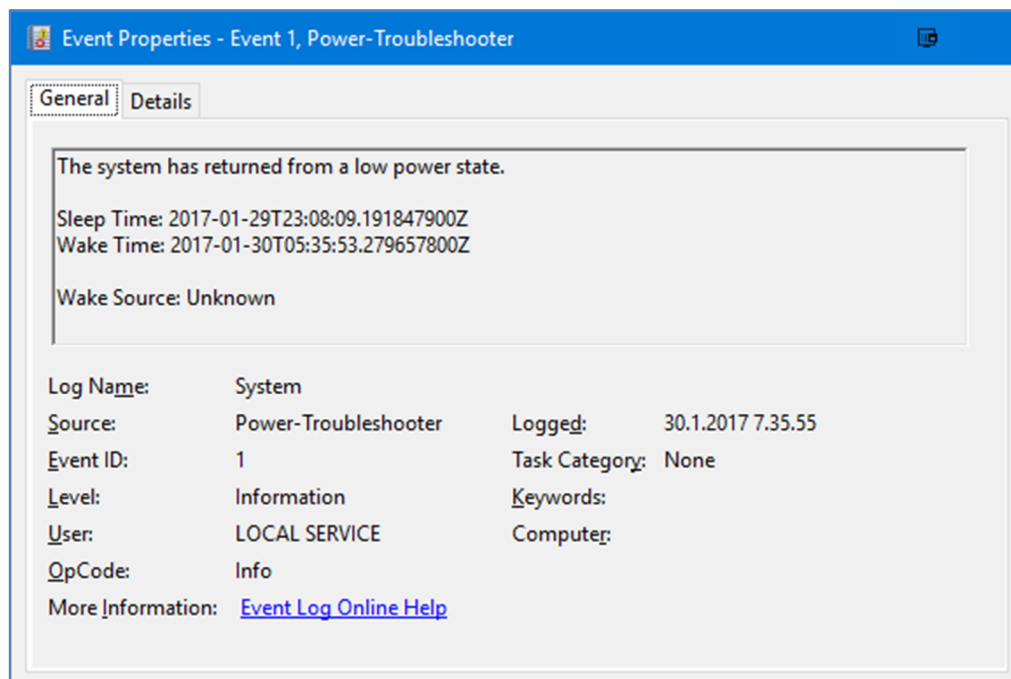 Event Properties - Event 1, Power-Troubleshooter
General Details
The system has returned from a low power state.
Sleep Time: 2017-01-29T23:08:09.191847900Z
Wake Time: 2017-01-30T05:35:53.279657800Z
Wake Source: Unknown
Log Name: System
Source: Power-Troubleshooter Logged: 30.1.2017 7.35.55
Event ID: 1 Task Category: None
Level: Information Keywords:
User: LOCAL SERVICE Computer:
OpCode: Info
More Information: Event Log Online Help